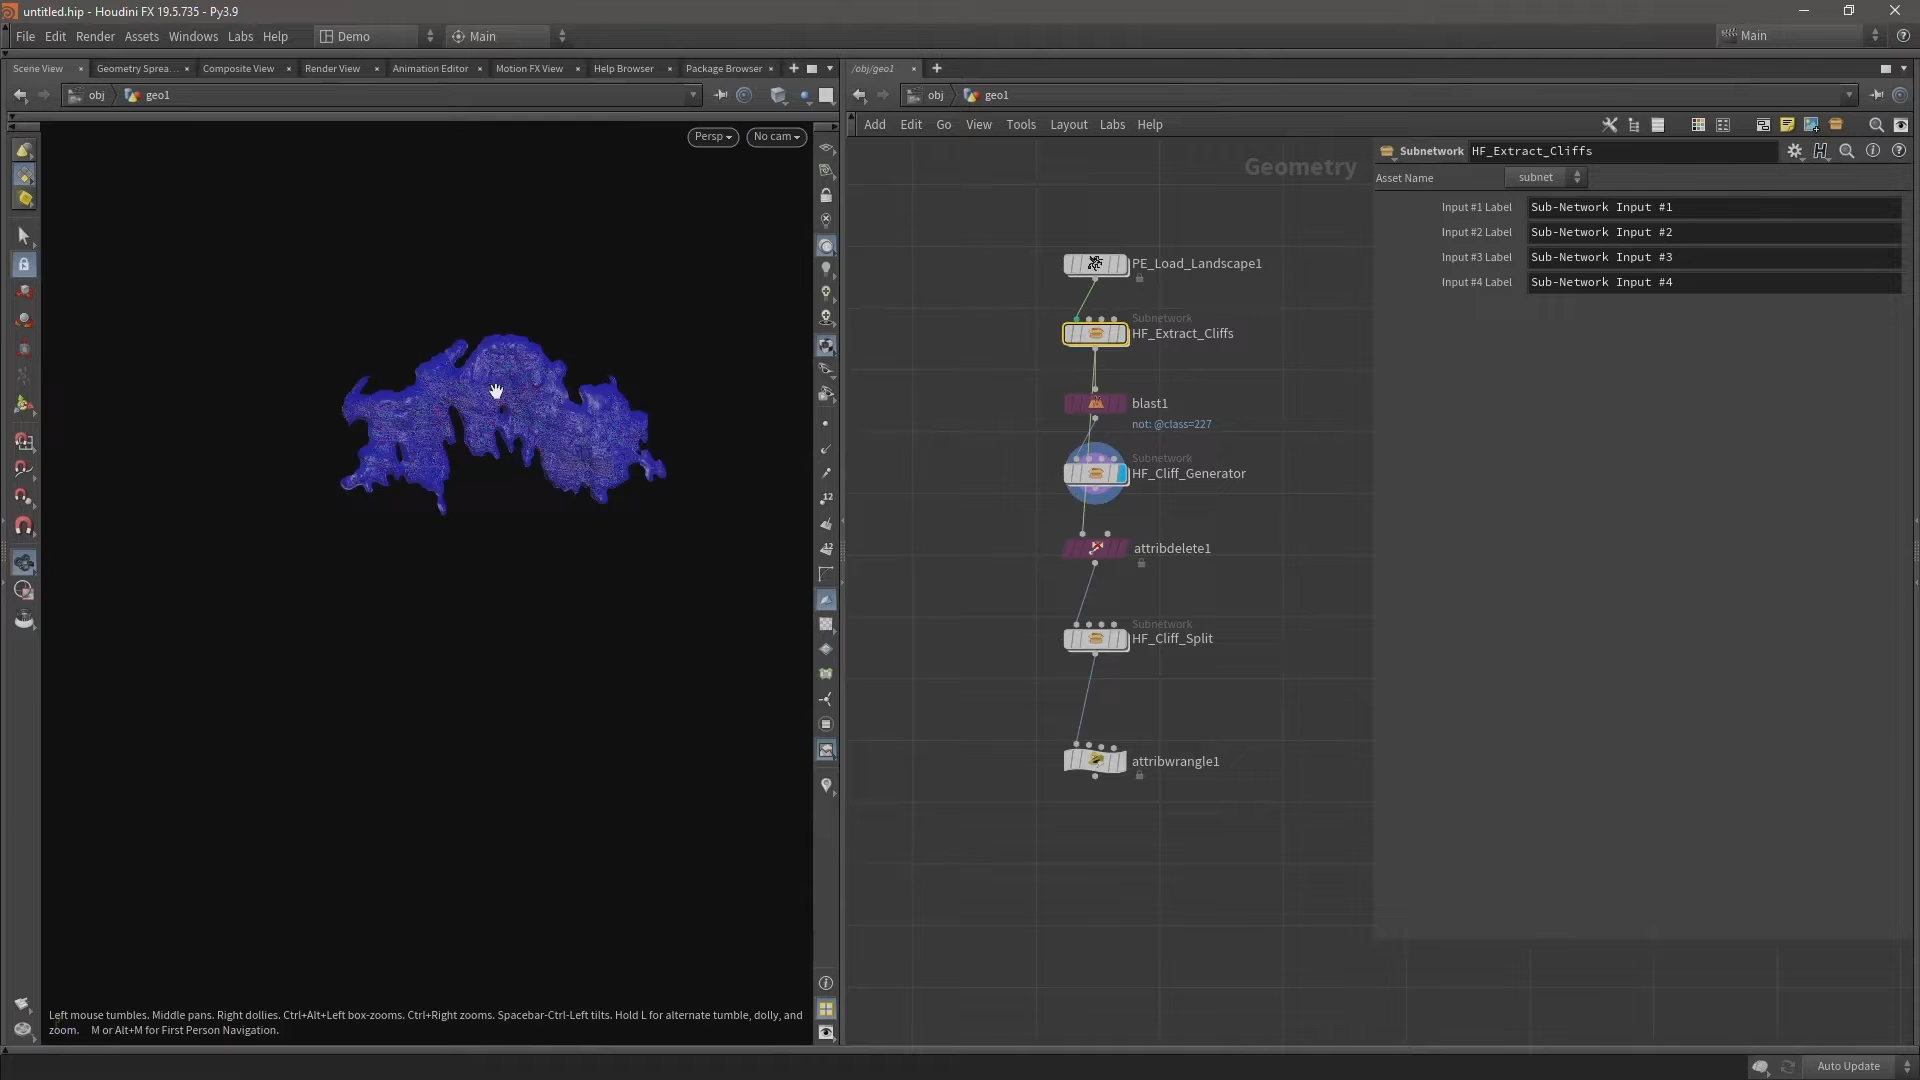 untitled.hip - Houdini FX 19.5.735 - Py3.9
File Edit Render Assets Windows Labs Help Demo Main Main
Scene View Geometry Sprea... Composite View Render View Animation Editor Motion FX View Help Browser Package Browser
/obj/geo1
obj geo1
obj geo1
Add Edit Go View Tools Layout Labs Help
Persp No cam
Geometry
Subnetwork HF_Extract_Cliffs
Asset Name subnet
Input #1 Label Sub-Network Input #1
Input #2 Label Sub-Network Input #2
Input #3 Label Sub-Network Input #3
Input #4 Label Sub-Network Input #4
PE_Load_Landscape1
Subnetwork
HF_Extract_Cliffs
blast1
not: @class=227
Subnetwork
HF_Cliff_Generator
attribdelete1
Subnetwork
HF_Cliff_Split
attribwrangle1
12
12
Left mouse tumbles. Middle pans. Right dollies. Ctrl+Alt+Left box-zooms. Ctrl+Right zooms. Spacebar-Ctrl-Left tilts. Hold L for alternate tumble, dolly, and
zoom. M or Alt+M for First Person Navigation.
Auto Update